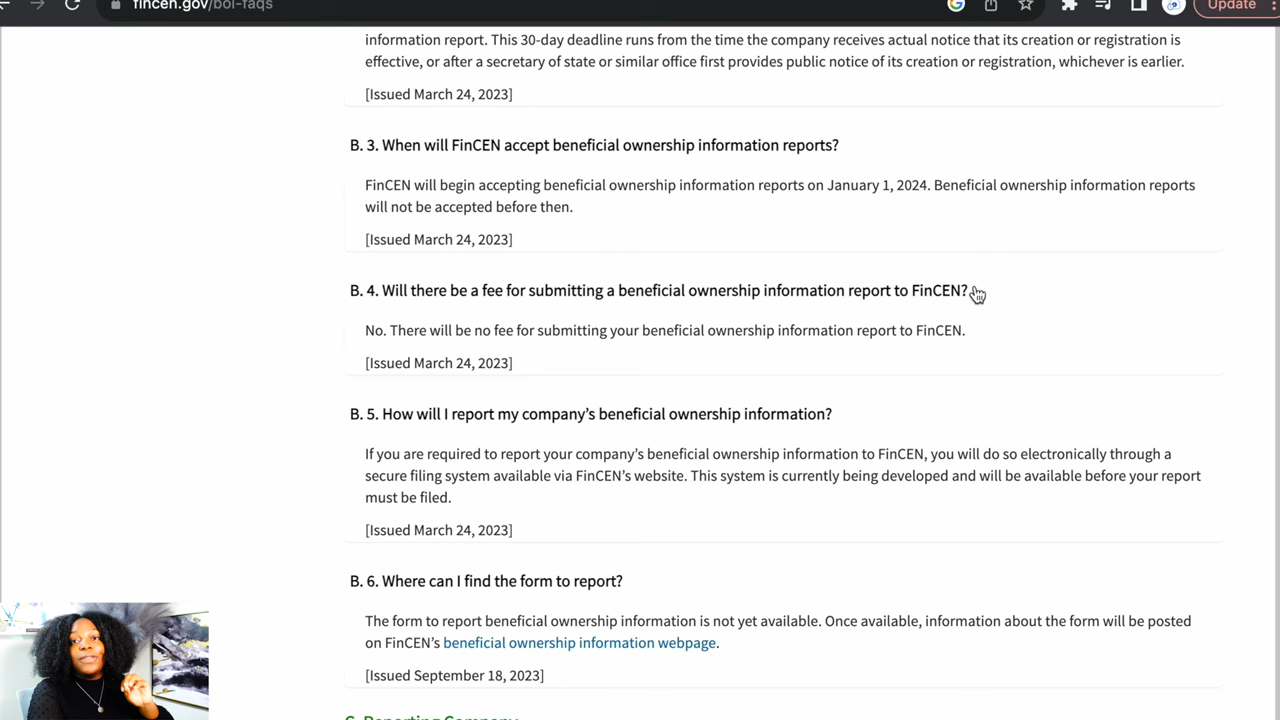 fincen.gov/boi-faqs
Update
information report. This 30-day deadline runs from the time the company receives actual notice that its creation or registration is
effective, or after a secretary of state or similar office first provides public notice of its creation or registration, whichever is earlier.
[Issued March 24, 2023]
B. 3. When will FinCEN accept beneficial ownership information reports?
FinCEN will begin accepting beneficial ownership information reports on January 1, 2024. Beneficial ownership information reports
will not be accepted before then.
[Issued March 24, 2023]
B. 4. Will there be a fee for submitting a beneficial ownership information report to FinCEN?
No. There will be no fee for submitting your beneficial ownership information report to FinCEN.
[Issued March 24, 2023]
B. 5. How will I report my company’s beneficial ownership information?
If you are required to report your company’s beneficial ownership information to FinCEN, you will do so electronically through a
secure filing system available via FinCEN’s website. This system is currently being developed and will be available before your report
must be filed.
[Issued March 24, 2023]
B. 6. Where can I find the form to report?
The form to report beneficial ownership information is not yet available. Once available, information about the form will be posted
on FinCEN’s beneficial ownership information webpage.
[Issued September 18, 2023]
C. Reporting Company